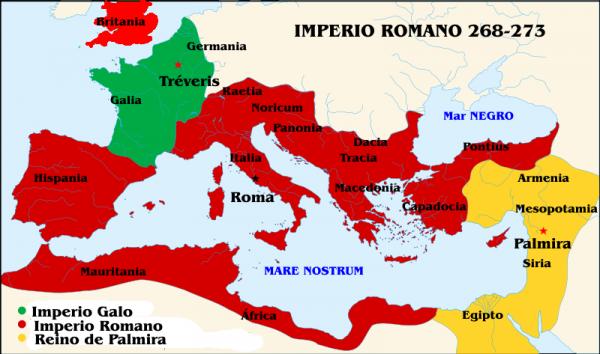 Britania
IMPERIO ROMANO 268-273
Germania
Tréveris
Galia
Raetia
Noricum
Mar NEGRO
Panonia
Dacia
Pontius
Italia
Tracia
Hispania
Armenia
Macedonia
Roma
Capadocia
Mesopotamia
Palmira
Siria
Mauritania
MARE NOSTRUM
Imperio Galo
Africa
Egipto
Imperio Romano
Reino de Palmira